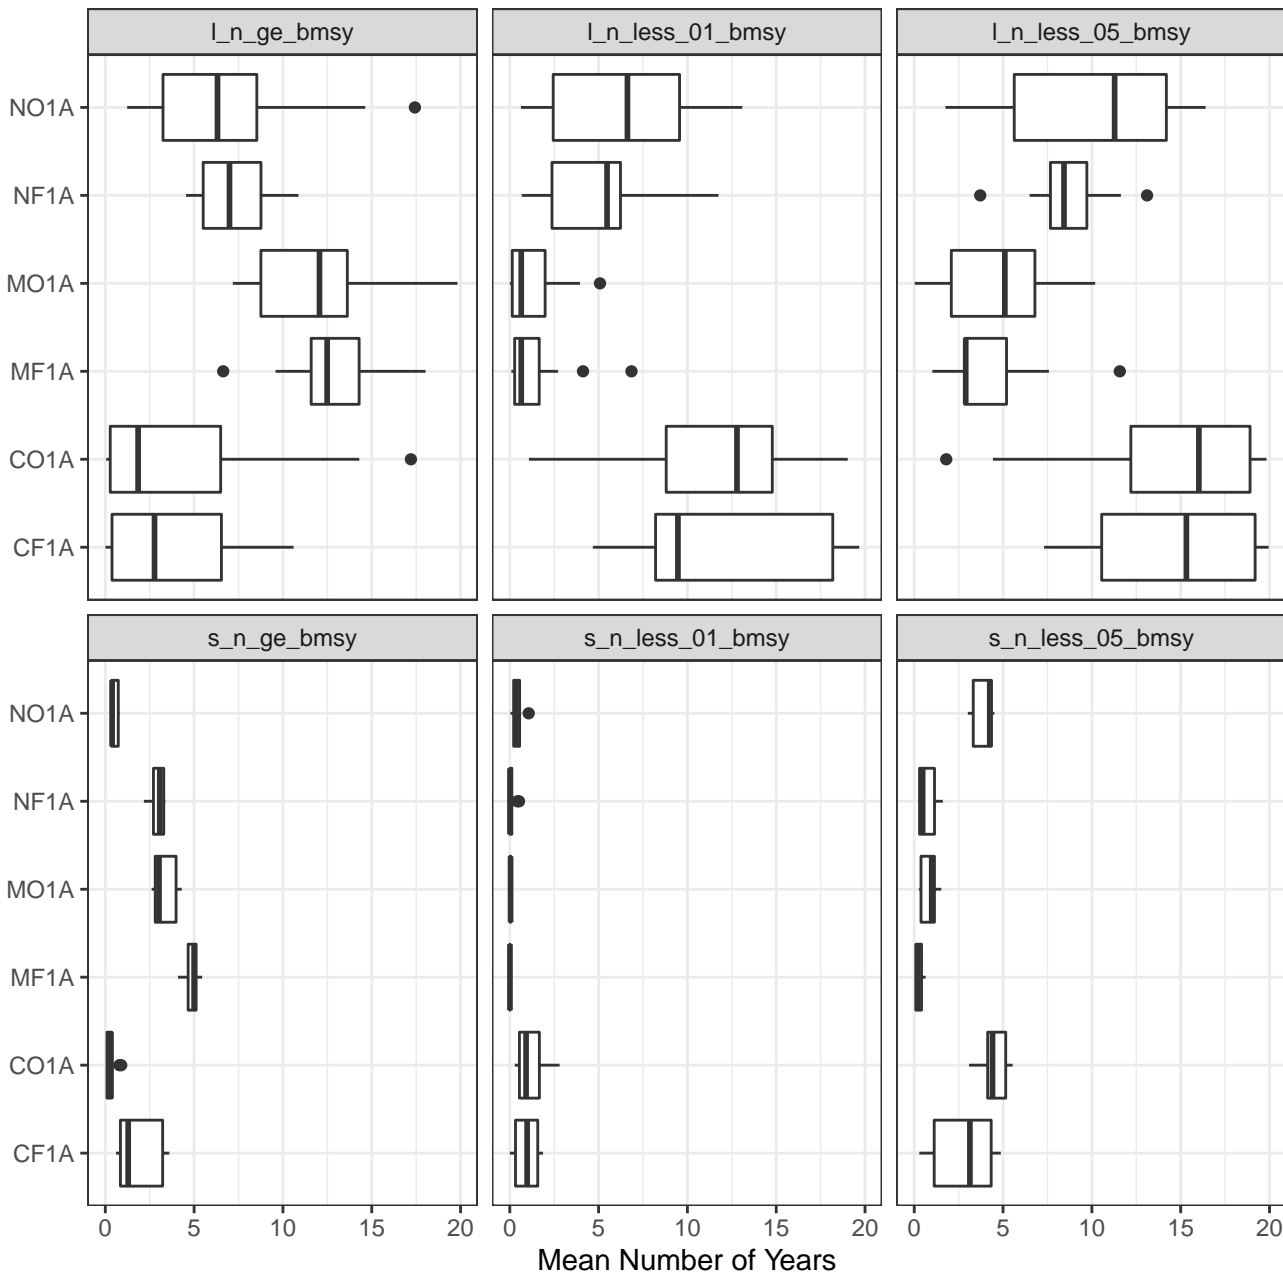 l_n_ge_bmsy l_n_less_01_bmsy l_n_less_05_bmsy
NO1A
NF1A
MO1A
MF1A
CO1A
CF1A
s_n_ge_bmsy s_n_less_01_bmsy s_n_less_05_bmsy
NO1A
NF1A
MO1A
MF1A
CO1A
CF1A
0 5 10 15 20 0 5 10 15 20 0 5 10 15 20
Mean Number of Years